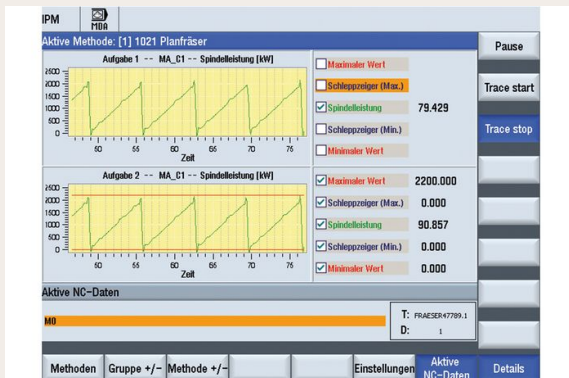 IPM
MDA
Aktive Methode: [1] 1021 Planfräser
Aufgabe 1 -- MA_C1 -- Spindelleistung [kW]
2500
2000
1500
1000
500
0
50 55 60 65 70 75
Zeit
Maximaler Wert
Schleppzeiger (Max.)
Spindelleistung 79.429
Schleppzeiger (Min.)
Minimaler Wert
Aufgabe 2 -- MA_C1 -- Spindelleistung [kW]
2500
2000
1500
1000
500
0
50 55 60 65 70 75
Zeit
Maximaler Wert 2200.000
Schleppzeiger (Max.) 0.000
Spindelleistung 90.857
Schleppzeiger (Min.) 0.000
Minimaler Wert 0.000
Aktive NC-Daten
M0
T: FRAESER47789.1
D: 1
Pause
Trace start
Trace stop
Methoden
Gruppe +/-
Methode +/-
Einstellungen
Aktive
NC-Daten
Details